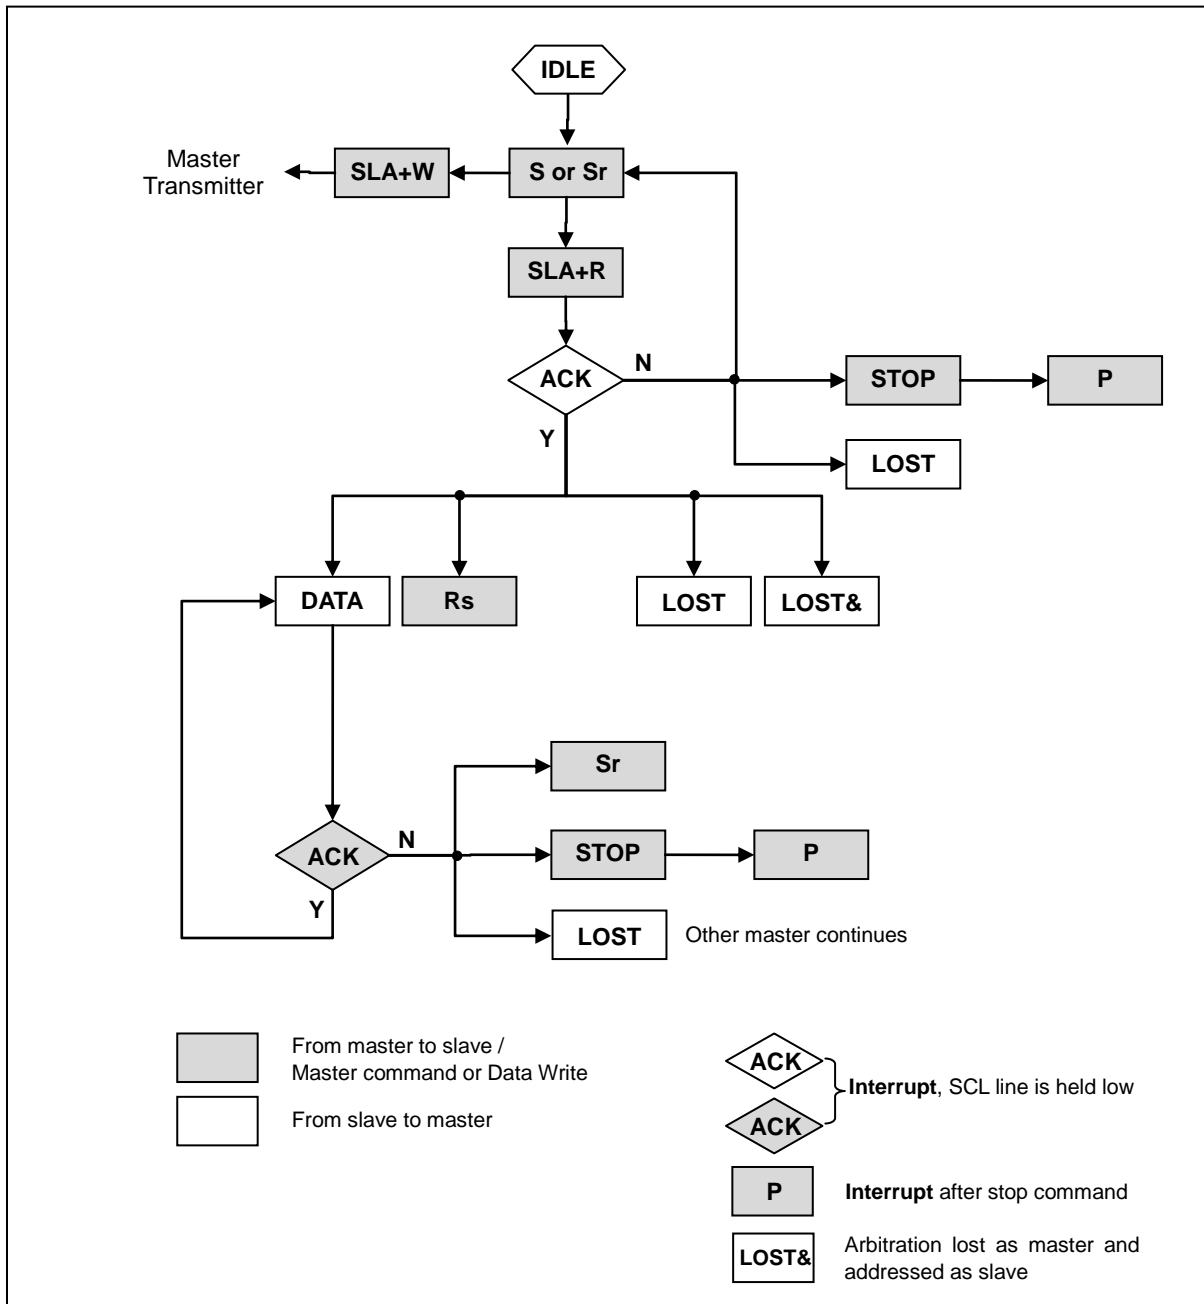 IDLE
Master
Transmitter
SLA+W
S or Sr
SLA+R
ACK
N
STOP
P
Y
LOST
DATA
Rs
LOST
LOST&
Sr
ACK
N
STOP
P
Y
LOST
Other master continues
From master to slave /
Master command or Data Write
From slave to master
ACK
Interrupt, SCL line is held low
ACK
P
Interrupt after stop command
LOST&
Arbitration lost as master and
addressed as slave